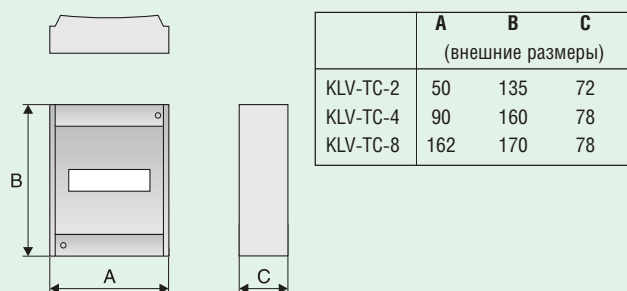 A B C
(внешние размеры)
KLV-TC-2 50 135 72
KLV-TC-4 90 160 78
KLV-TC-8 162 170 78
B
A
C